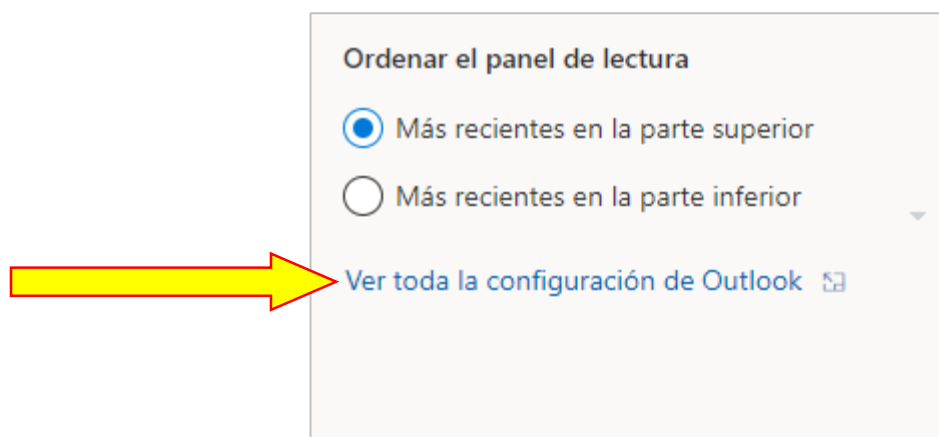 Ordenar el panel de lectura
Más recientes en la parte superior
Más recientes en la parte inferior
Ver toda la configuración de Outlook